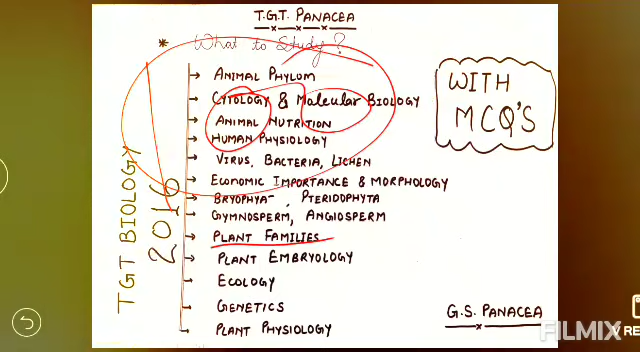 T.G.T. PANACEA
* What to Study?
→ ANIMAL PHYLOM
→ CYTOLOGY & Malecular BIOLOGY
→ ANIMAL NUTRITION
→ HUMAN PHYSIOLOGY
→ VIRUS, BACTERIA, LICHEN
→ ECONOMIC IMPORTANCE & MORPHOLOGY
→ BRYOPHYA-, PTERIDOPHYTA
→ GYMNOSPERM, ANGIOSPERM
→ PLANT FAMILIES
→ PLANT EMBRYOLOGY
→ ECOLOGY
→ GENETICS
→ PLANT PHYSIOLOGY
TGT BIOLOGY
2016
WITH
MCQ'S
G.S. PANACEA
FILMIX